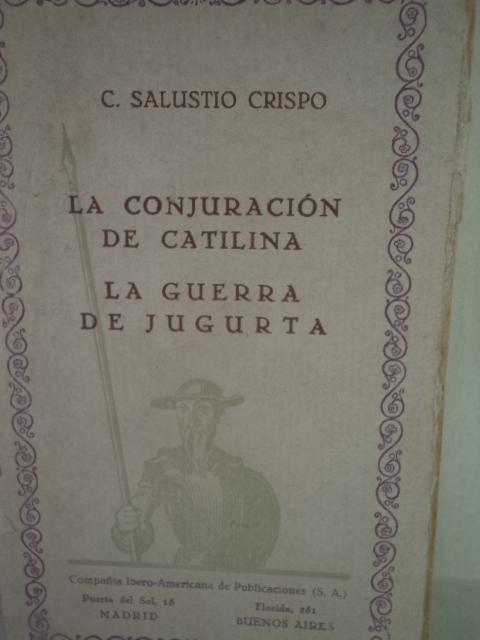 C. SALUSTIO CRISPO
LA CONJURACIÓN
DE CATILINA
LA GUERRA
DE JUGURTA
Compañía Ibero-Americana de Publicaciones (S. A.)
Puerta del Sol, 15 Florida, 251
MADRID BUENOS AIRES